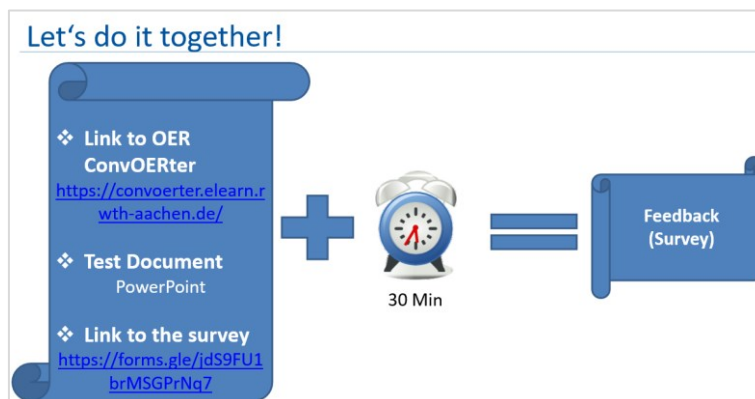 Let‘s do it together!
❖ Link to OER
ConvOERter
https://convoerter.elearn.r
wth-aachen.de/
❖ Test Document
PowerPoint
❖ Link to the survey
https://forms.gle/jdS9FU1
brMSGPrNq7
30 Min
Feedback
(Survey)